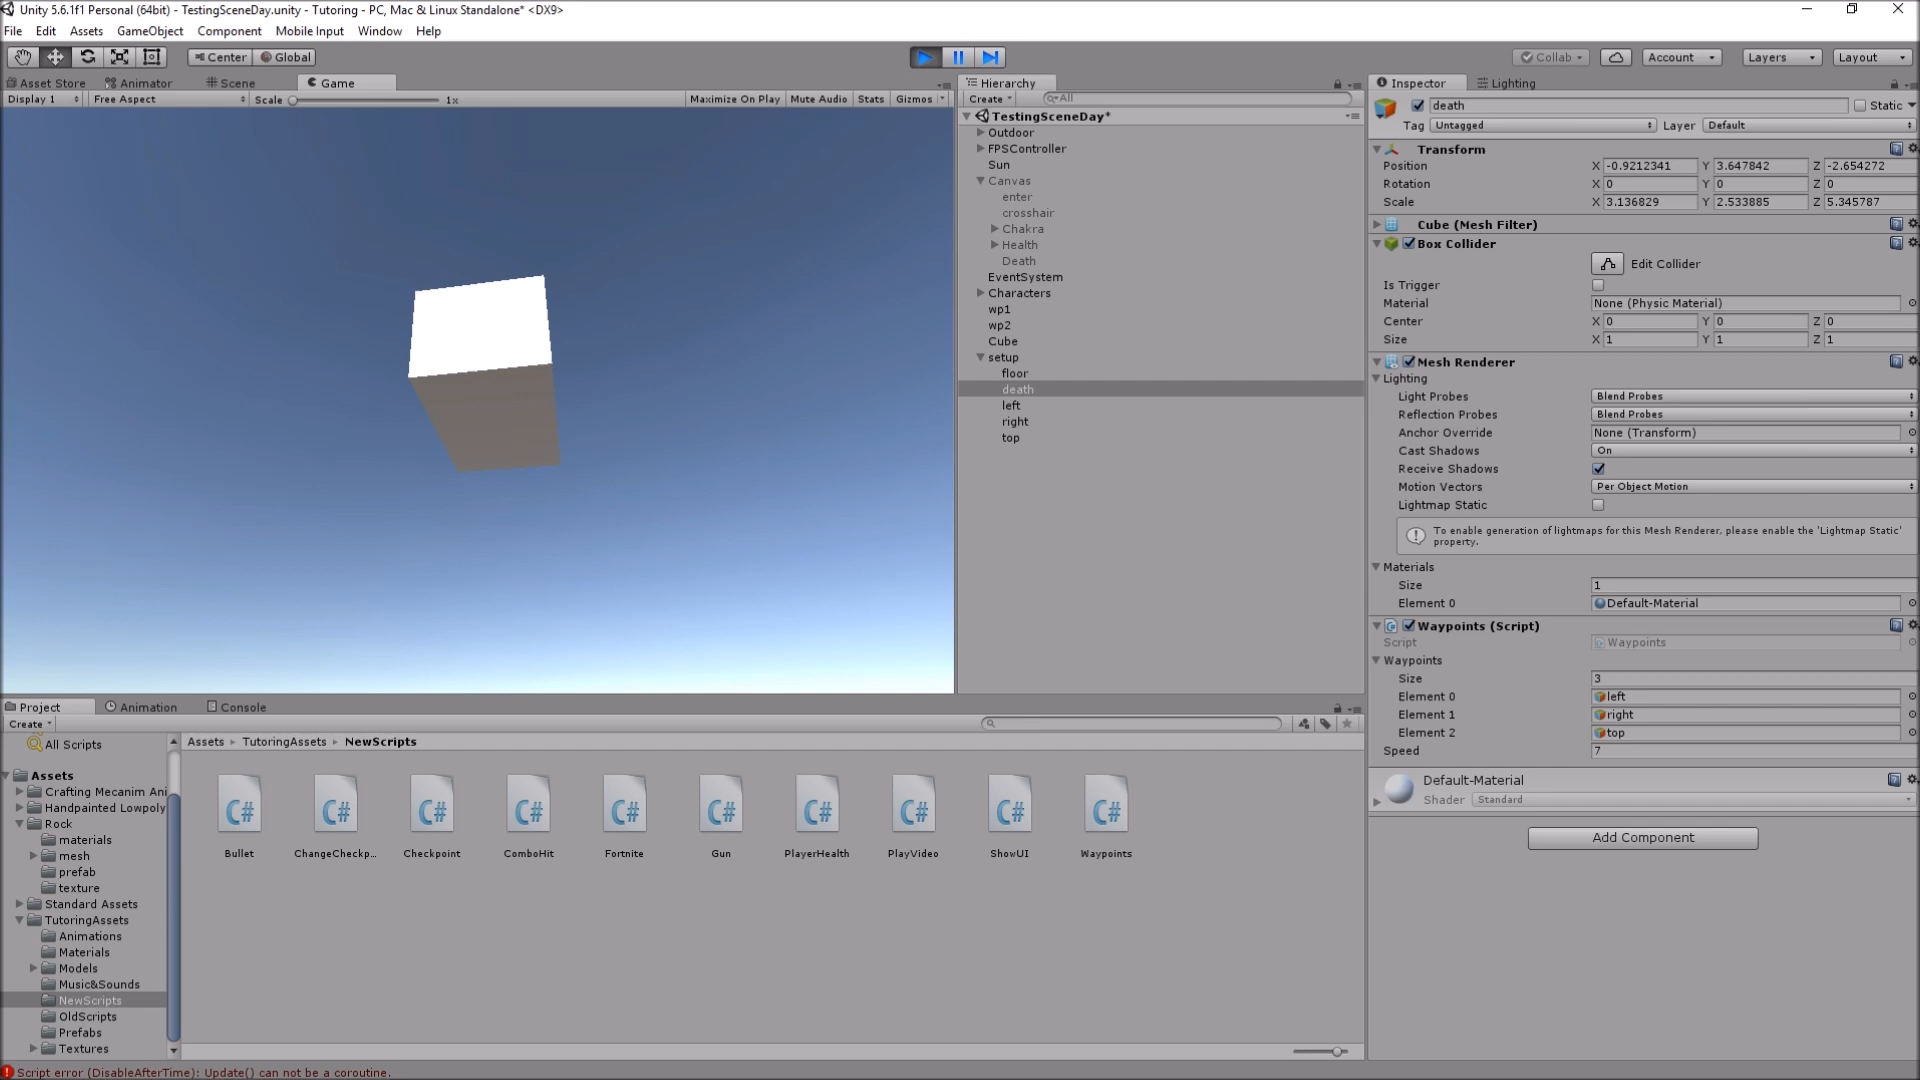 Unity 5.6.1f1 Personal (64bit) - TestingSceneDay.unity - Tutoring - PC, Mac & Linux Standalone* <DX9>
File Edit Assets GameObject Component Mobile Input Window Help
Center Global Collab Account Layers Layout
Asset Store Animator Scene Game
Display 1 Free Aspect Scale 1x Maximize On Play Mute Audio Stats Gizmos
Hierarchy
Create All
TestingSceneDay*
Outdoor
FPSController
Sun
Canvas
enter
crosshair
Chakra
Health
Death
EventSystem
Characters
wp1
wp2
Cube
setup
floor
death
left
right
top
Inspector Lighting
death Static
Tag Untagged Layer Default
Transform
Position X -0.9212341 Y 3.647842 Z -2.654272
Rotation X 0 Y 0 Z 0
Scale X 3.136829 Y 2.533885 Z 5.345787
Cube (Mesh Filter)
Box Collider
Edit Collider
Is Trigger
Material None (Physic Material)
Center X 0 Y 0 Z 0
Size X 1 Y 1 Z 1
Mesh Renderer
Lighting
Light Probes Blend Probes
Reflection Probes Blend Probes
Anchor Override None (Transform)
Cast Shadows On
Receive Shadows
Motion Vectors Per Object Motion
Lightmap Static
To enable generation of lightmaps for this Mesh Renderer, please enable the 'Lightmap Static'
property.
Materials
Size 1
Element 0 Default-Material
Waypoints (Script)
Script Waypoints
Waypoints
Size 3
Element 0 left
Element 1 right
Element 2 top
Speed 7
Default-Material
Shader Standard
Add Component
Project Animation Console
Create
All Scripts
Assets
Crafting Mecanim Ani
Handpainted Lowpoly
Rock
materials
mesh
prefab
texture
Standard Assets
TutoringAssets
Animations
Materials
Models
Music&Sounds
NewScripts
OldScripts
Prefabs
Textures
Assets TutoringAssets NewScripts
C# C# C# C# C# C# C# C# C# C#
Bullet ChangeCheckp... Checkpoint ComboHit Fortnite Gun PlayerHealth PlayVideo ShowUI Waypoints
Script error (DisableAfterTime): Update() can not be a coroutine.